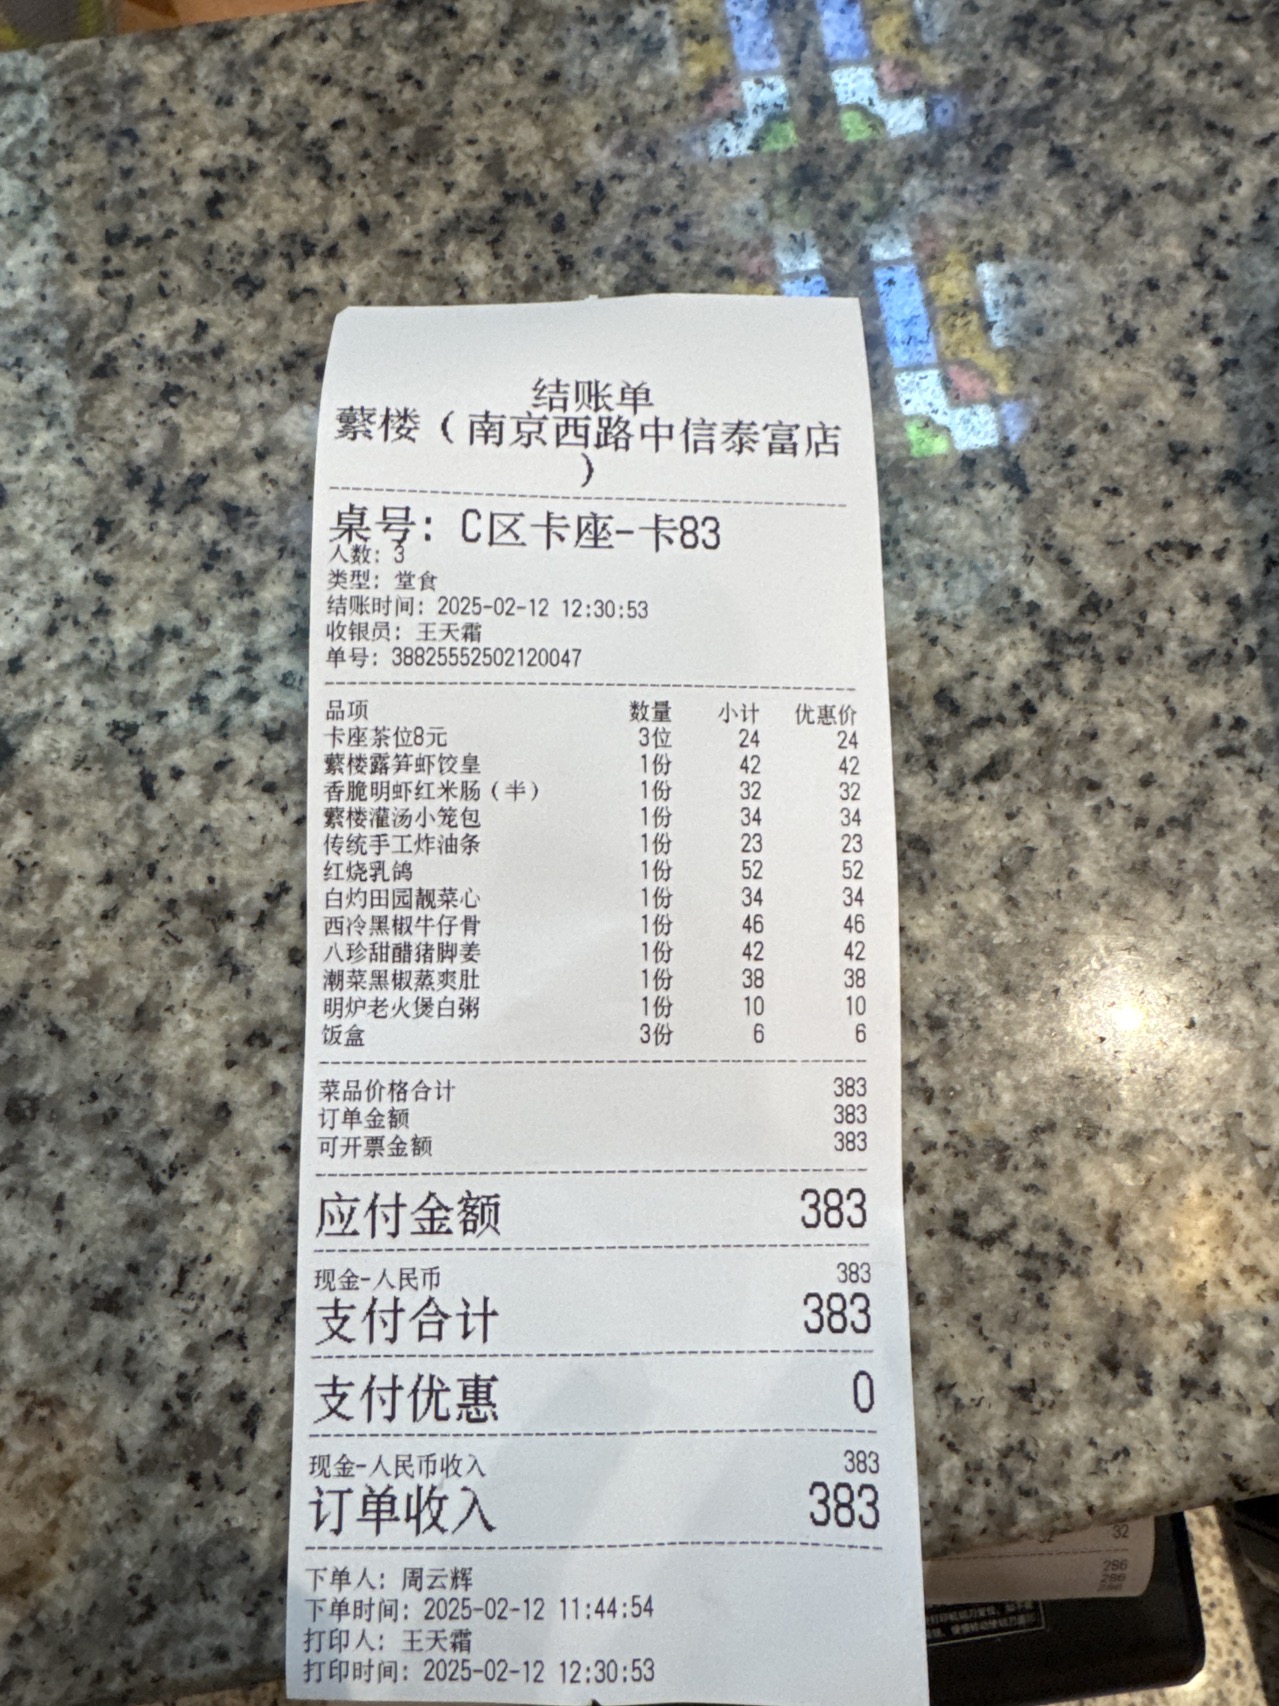 结账单
蘩楼（南京西路中信泰富店
）
桌号：C区卡座-卡83
人数：3
类型：堂食
结账时间：2025-02-12 12:30:53
收银员：王天霜
单号：38825552502120047
品项 数量 小计 优惠价
卡座茶位8元 3位 24 24
蘩楼露笋虾饺皇 1份 42 42
香脆明虾红米肠（半） 1份 32 32
蘩楼灌汤小笼包 1份 34 34
传统手工炸油条 1份 23 23
红烧乳鸽 1份 52 52
白灼田园靓菜心 1份 34 34
西冷黑椒牛仔骨 1份 46 46
八珍甜醋猪脚姜 1份 42 42
潮菜黑椒蒸爽肚 1份 38 38
明炉老火煲白粥 1份 10 10
饭盒 3份 6 6
菜品价格合计 383
订单金额 383
可开票金额 383
应付金额 383
现金-人民币 383
支付合计 383
支付优惠 0
现金-人民币收入 383
订单收入 383
下单人：周云辉
下单时间：2025-02-12 11:44:54
打印人：王天霜
打印时间：2025-02-12 12:30:53
32 32
286
286